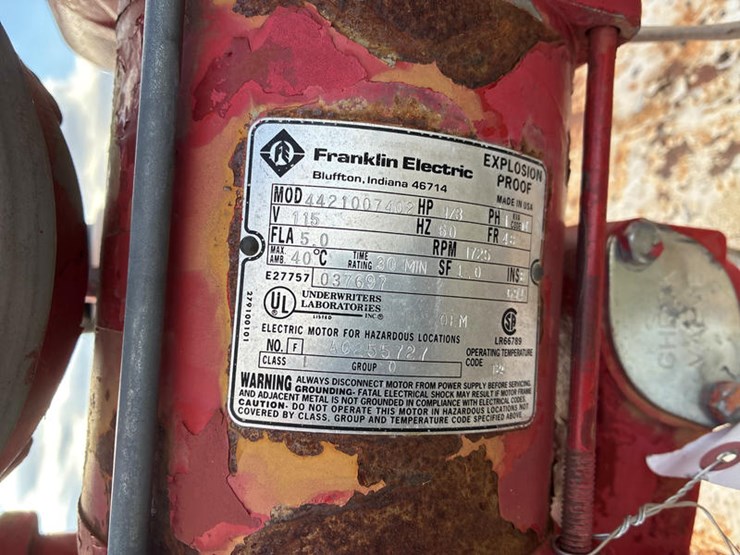 FE Franklin Electric
Bluffton, Indiana 46714
EXPLOSION
PROOF
MADE IN USA
MOD HP 1/3 PH
V 115 HZ 60 FR 48
FLA 5.0 RPM 1725
MAX. AMB. 40°C TIME RATING 30 MIN SF 1.0 INS
E27757 037697
279100101
UL UNDERWRITERS
LABORATORIES
LISTED INC®
OEM
LR66789
ELECTRIC MOTOR FOR HAZARDOUS LOCATIONS
NO. F OPERATING TEMPERATURE
CLASS GROUP CODE
WARNING ALWAYS DISCONNECT MOTOR FROM POWER SUPPLY BEFORE SERVICING.
GROUNDING- FATAL ELECTRICAL SHOCK MAY RESULT IF MOTOR FRAME
AND ADJACENT METAL IS NOT GROUNDED IN COMPLIANCE WITH ELECTRICAL CODES.
CAUTION- DO NOT OPERATE THIS MOTOR IN HAZARDOUS LOCATIONS NOT
COVERED BY CLASS, GROUP AND TEMPERATURE CODE SPECIFIED ABOVE.